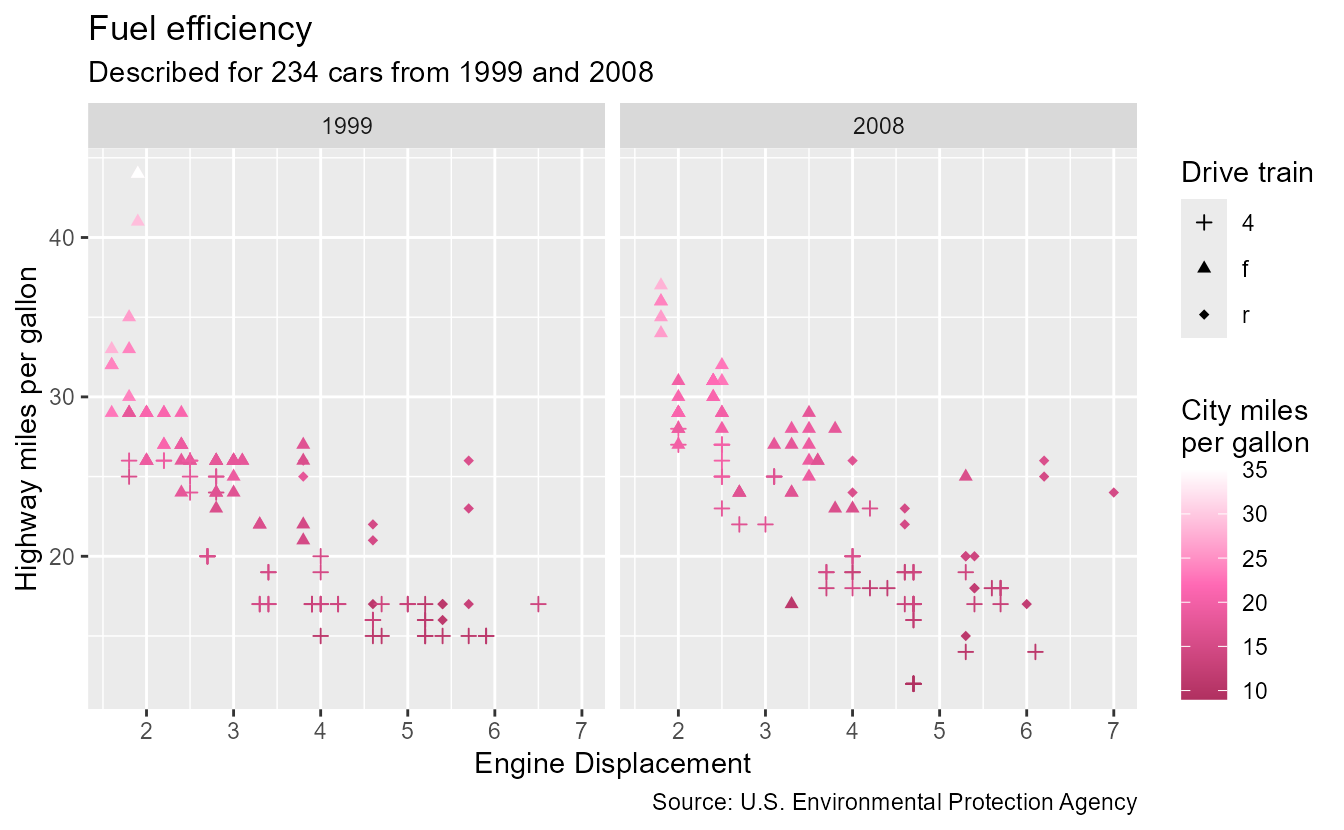 Fuel efficiency
Described for 234 cars from 1999 and 2008
1999
2008
40
30
20
Highway miles per gallon
2 3 4 5 6 7
2 3 4 5 6 7
Engine Displacement
Drive train
4
f
r
City miles
per gallon
35
30
25
20
15
10
Source: U.S. Environmental Protection Agency